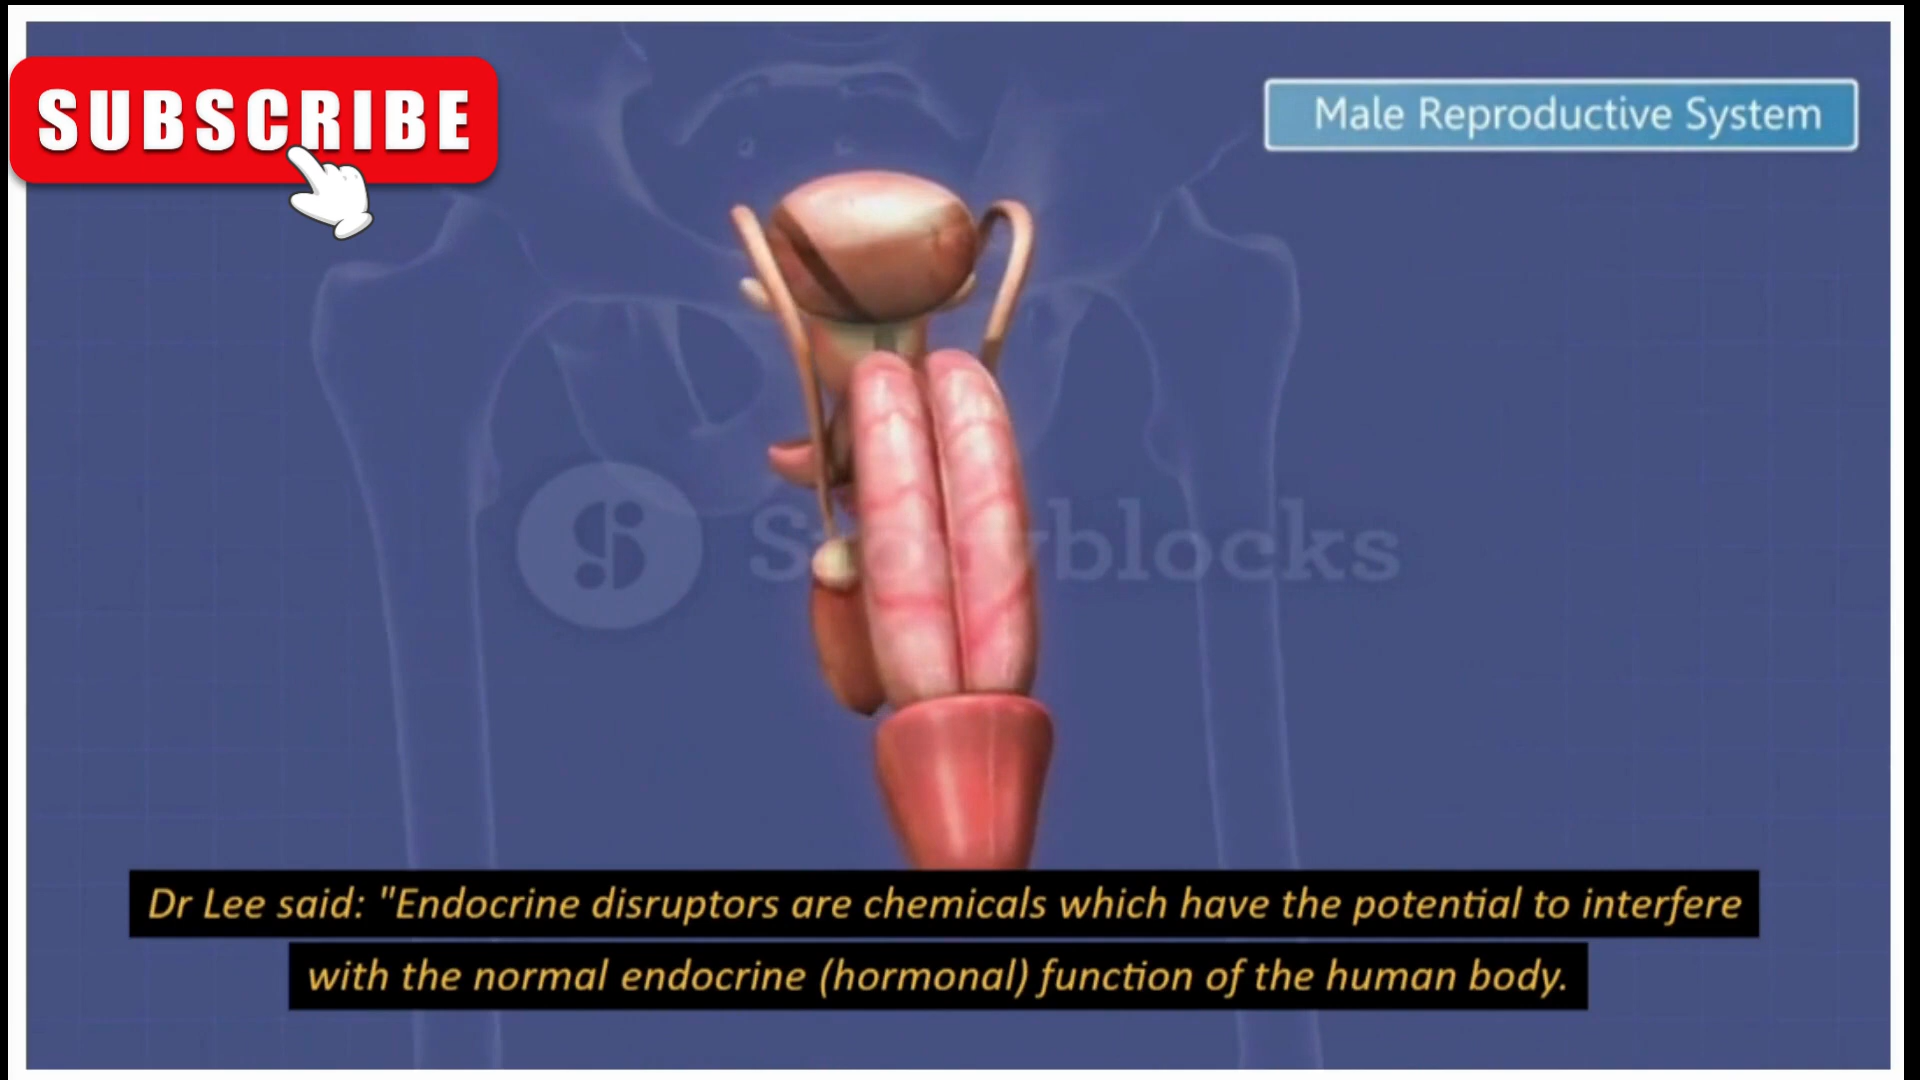 SUBSCRIBE
Male Reproductive System
Storyblocks
Dr Lee said: "Endocrine disruptors are chemicals which have the potential to interfere
with the normal endocrine (hormonal) function of the human body.